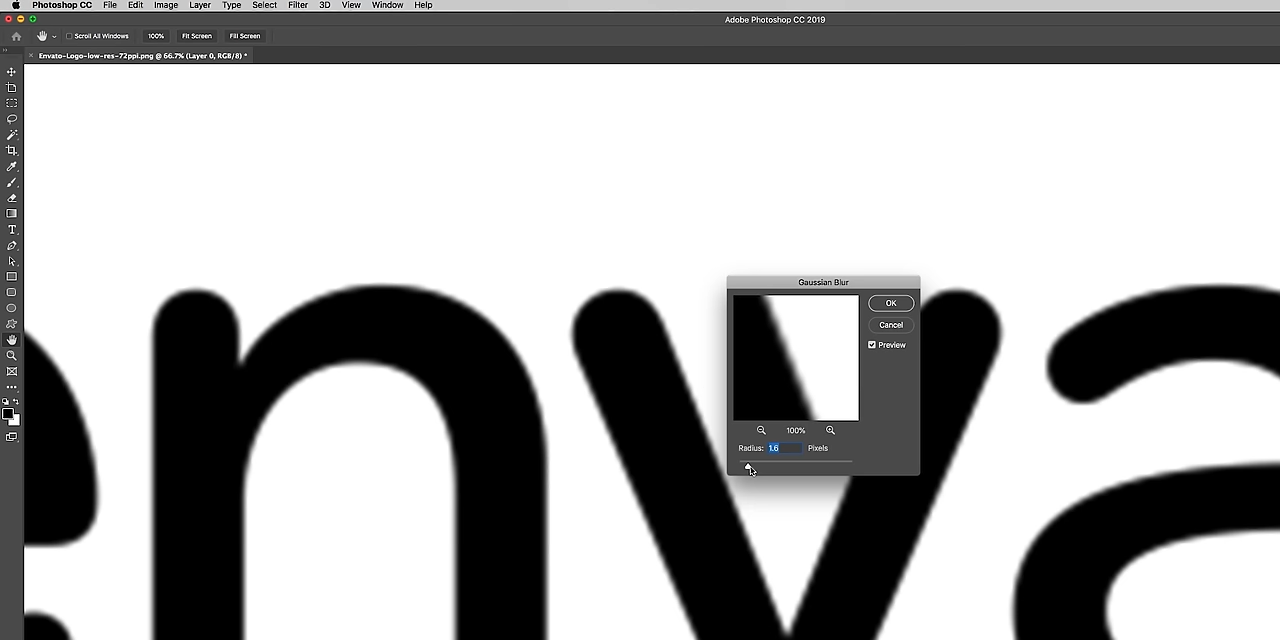 Photoshop CC File Edit Image Layer Type Select Filter 3D View Window Help
Adobe Photoshop CC 2019
Scroll All Windows 100% Fit Screen Fill Screen
Envato-Logo-low-res-72ppi.png @ 66.7% (Layer 0, RGB/8) *
enva
Gaussian Blur
OK
Cancel
Preview
100%
Radius: 1.6 Pixels